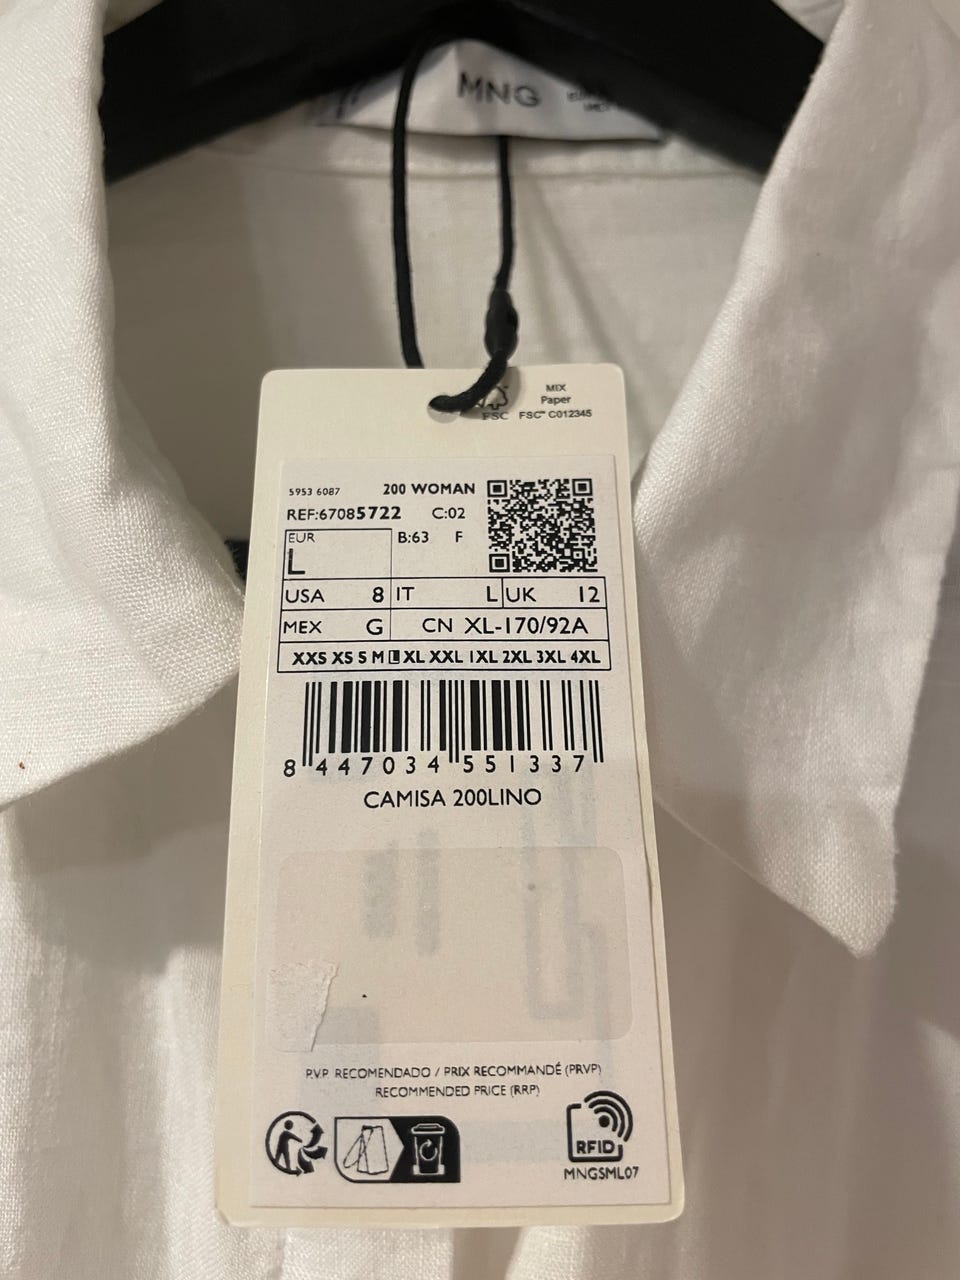 MNG
MIX
Paper
FSC FSC™ C012345
5953 6087 200 WOMAN
REF:67085722 C:02
EUR B:63 F
L
USA 8 IT L UK 12
MEX G CN XL-170/92A
XXS XS S M L XL XXL 1XL 2XL 3XL 4XL
8 447034 551337
CAMISA 200LINO
P.V.P. RECOMENDADO / PRIX RECOMMANDÉ (PRVP)
RECOMMENDED PRICE (RRP)
RFID
MNGSML07